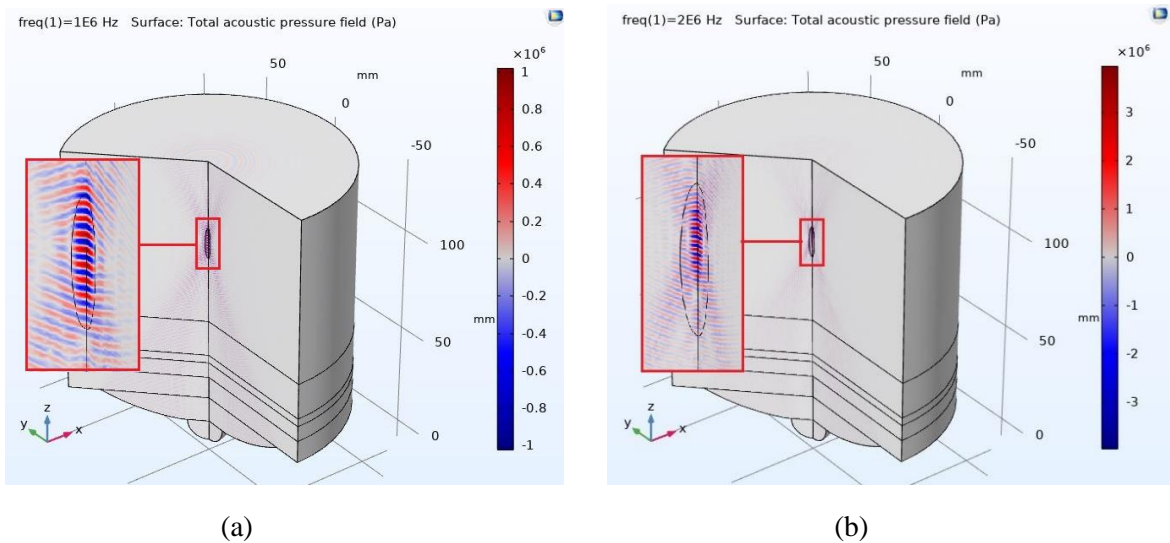 freq(1)=1E6 Hz Surface: Total acoustic pressure field (Pa)
×10⁶
1
0.8
0.6
0.4
0.2
0
-0.2
-0.4
-0.6
-0.8
-1
50
mm
0
-50
100
mm
50
0
z
y
x
(a)
freq(1)=2E6 Hz Surface: Total acoustic pressure field (Pa)
×10⁶
3
2
1
0
-1
-2
-3
50
mm
0
-50
100
mm
50
0
z
y
x
(b)